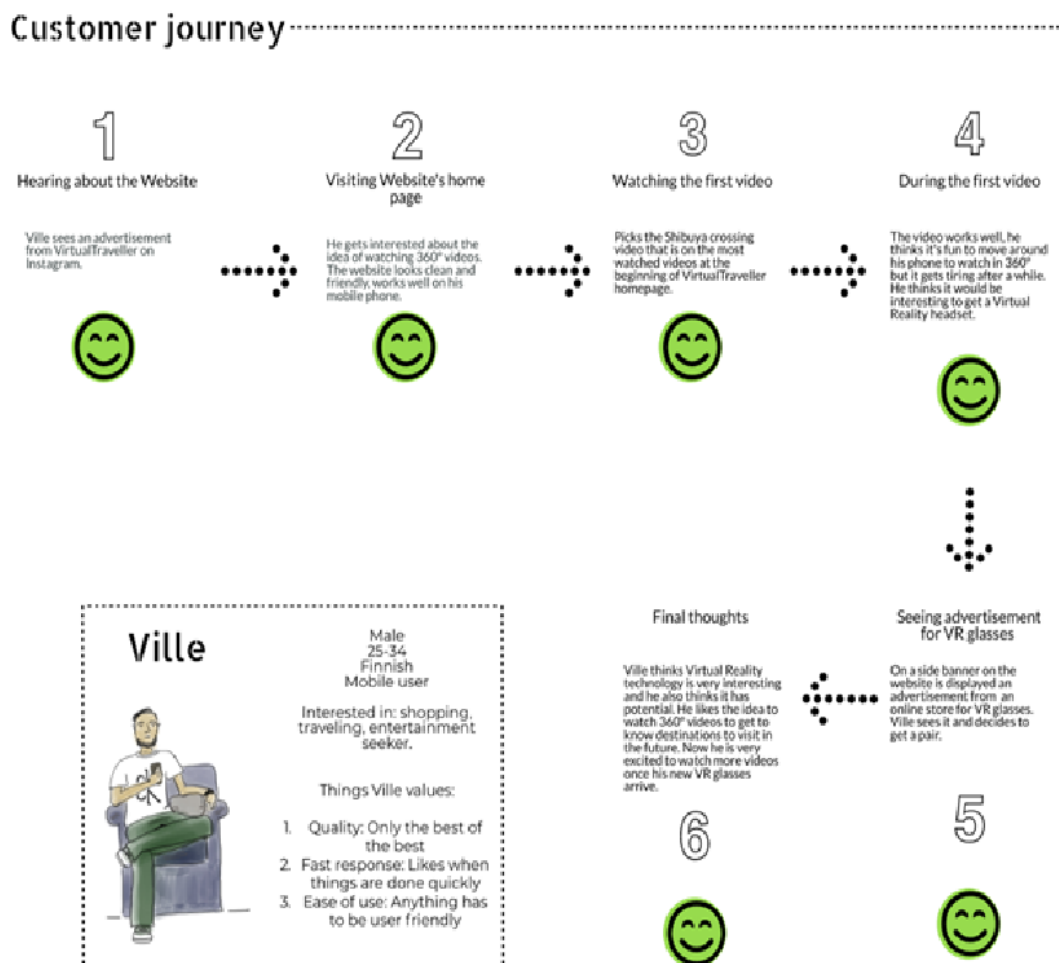 Customer journey
1
Hearing about the Website
Ville sees an advertisement
from VirtualTraveller on
Instagram.
2
Visiting Website's home
page
He gets interested about the
idea of watching 360° videos.
The website looks clean and
friendly, works well on his
mobile phone.
3
Watching the first video
Picks the Shibuya crossing
video that is on the most
watched videos at the
beginning of VirtualTraveller
homepage.
4
During the first video
The video works well, he
thinks it's fun to move around
his phone to watch in 360°
but it gets tiring after a while.
He thinks it would be
interesting to get a Virtual
Reality headset.
Seeing advertisement
for VR glasses
On a side banner on the
website is displayed an
advertisement from an
online store for VR glasses.
Ville sees it and decides to
get a pair.
5
Final thoughts
Ville thinks Virtual Reality
technology is very interesting
and he also thinks it has
potential. He likes the idea to
watch 360° videos to get to
know destinations to visit in
the future. Now he is very
excited to watch more videos
once his new VR glasses
arrive.
6
Ville
Male
25-34
Finnish
Mobile user
Interested in: shopping,
traveling, entertainment
seeker.
Things Ville values:
1. Quality: Only the best of
the best
2. Fast response: Likes when
things are done quickly
3. Ease of use: Anything has
to be user friendly